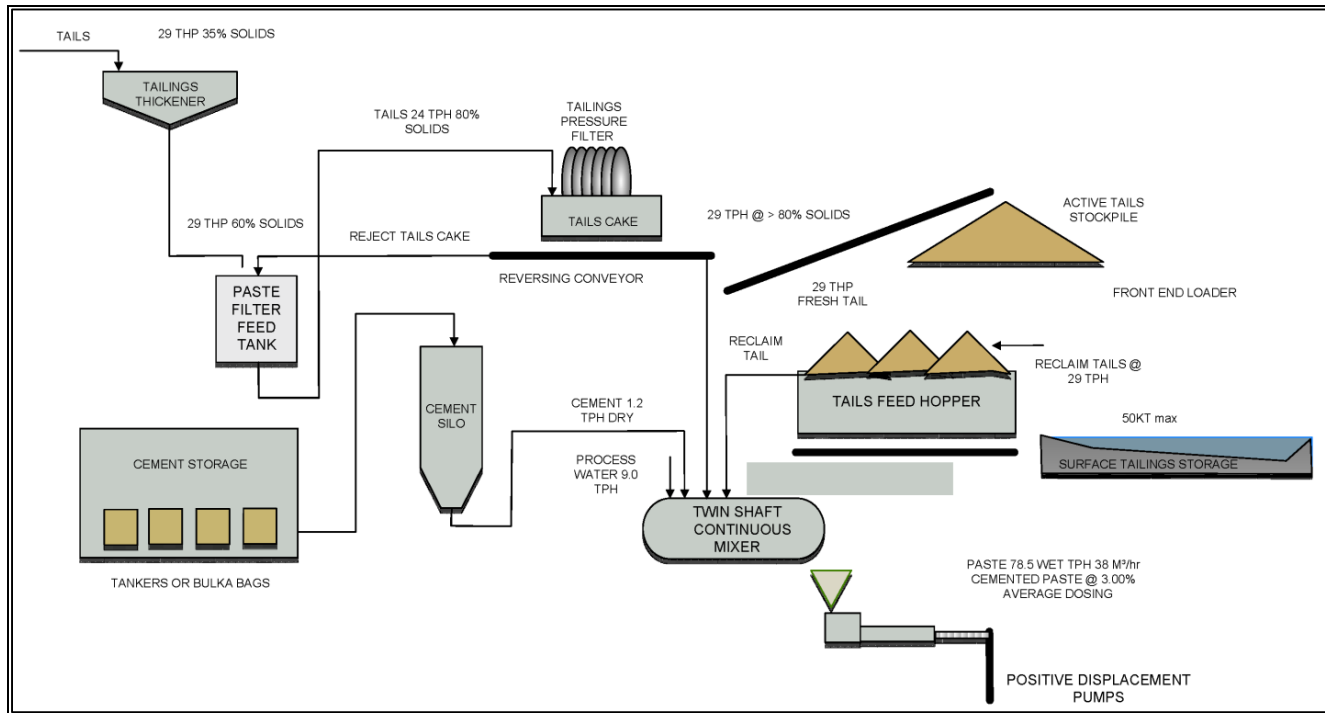 TAILS
29 THP 35% SOLIDS
TAILINGS
THICKENER
TAILS 24 TPH 80%
SOLIDS
TAILINGS
PRESSURE
FILTER
TAILS CAKE
29 TPH @ > 80% SOLIDS
ACTIVE TAILS
STOCKPILE
29 THP 60% SOLIDS
REJECT TAILS CAKE
REVERSING CONVEYOR
29 THP
FRESH TAIL
FRONT END LOADER
PASTE
FILTER
FEED
TANK
RECLAIM
TAIL
RECLAIM TAILS @
29 TPH
TAILS FEED HOPPER
CEMENT
SILO
CEMENT 1.2
TPH DRY
50KT max
SURFACE TAILINGS STORAGE
CEMENT STORAGE
PROCESS
WATER 9.0
TPH
TWIN SHAFT
CONTINUOUS
MIXER
TANKERS OR BULKA BAGS
PASTE 78.5 WET TPH 38 M³/hr
CEMENTED PASTE @ 3.00%
AVERAGE DOSING
POSITIVE DISPLACEMENT
PUMPS